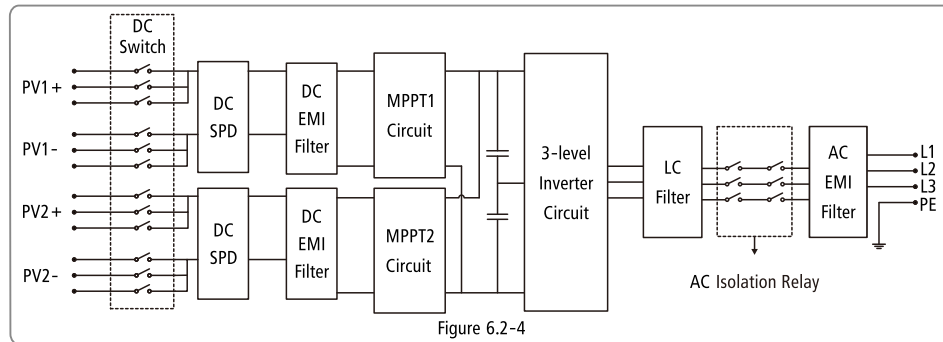 DC
Switch
PV1+
PV1-
PV2+
PV2-
DC
SPD
DC
SPD
DC
EMI
Filter
DC
EMI
Filter
MPPT1
Circuit
MPPT2
Circuit
3-level
Inverter
Circuit
LC
Filter
AC Isolation Relay
AC
EMI
Filter
L1
L2
L3
PE
Figure 6.2-4